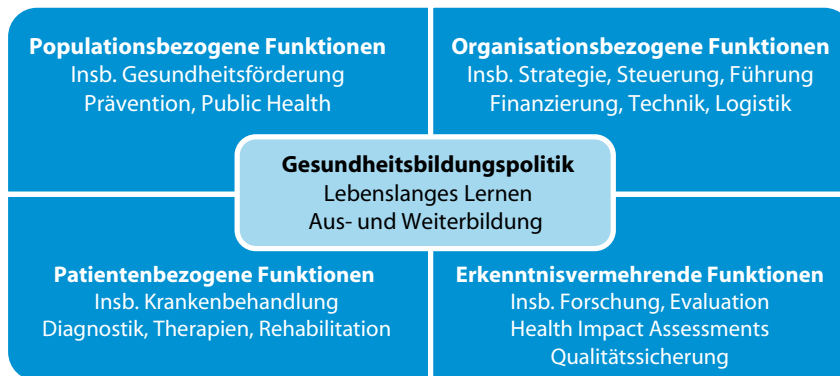 Populationsbezogene Funktionen
Insb. Gesundheitsförderung
Prävention, Public Health
Organisationsbezogene Funktionen
Insb. Strategie, Steuerung, Führung
Finanzierung, Technik, Logistik
Gesundheitsbildungspolitik
Lebenslanges Lernen
Aus- und Weiterbildung
Patientenbezogene Funktionen
Insb. Krankenbehandlung
Diagnostik, Therapien, Rehabilitation
Erkenntnisvermehrende Funktionen
Insb. Forschung, Evaluation
Health Impact Assessments
Qualitätssicherung